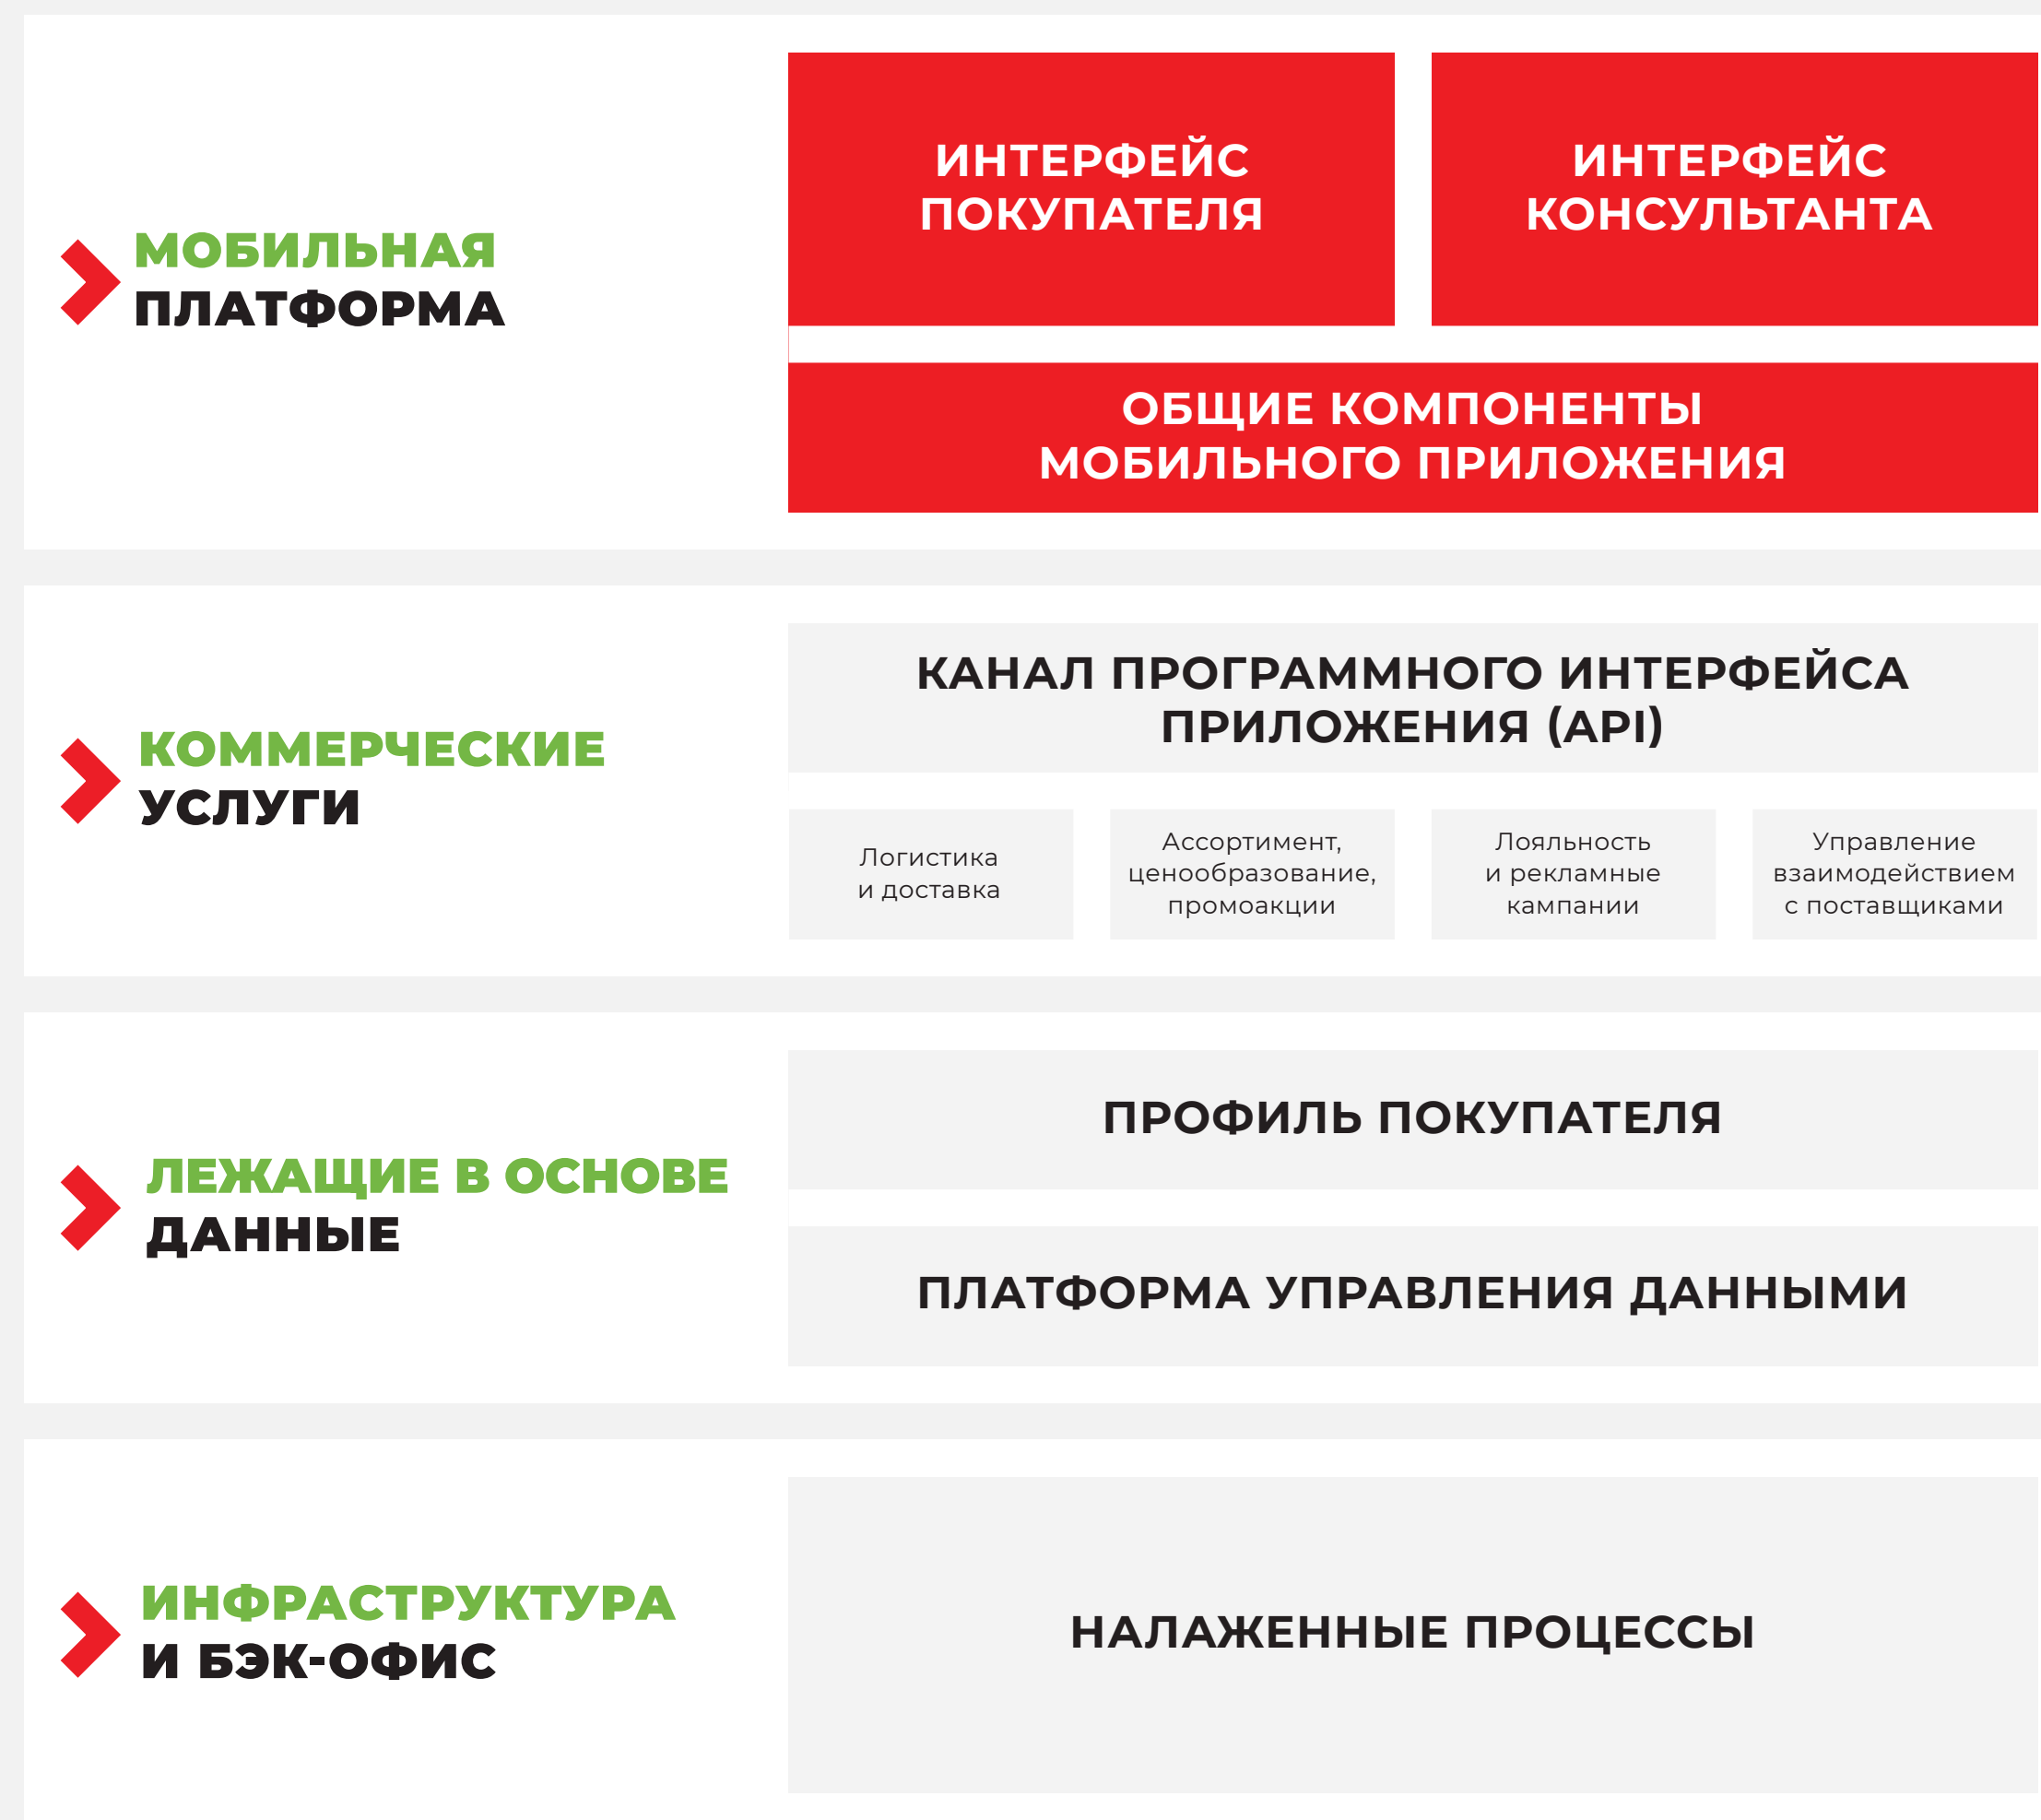 МОБИЛЬНАЯ
ПЛАТФОРМА
ИНТЕРФЕЙС
ПОКУПАТЕЛЯ
ИНТЕРФЕЙС
КОНСУЛЬТАНТА
ОБЩИЕ КОМПОНЕНТЫ
МОБИЛЬНОГО ПРИЛОЖЕНИЯ
КОММЕРЧЕСКИЕ
УСЛУГИ
КАНАЛ ПРОГРАММНОГО ИНТЕРФЕЙСА
ПРИЛОЖЕНИЯ (API)
Логистика
и доставка
Ассортимент,
ценообразование,
промоакции
Лояльность
и рекламные
кампании
Управление
взаимодействием
с поставщиками
ЛЕЖАЩИЕ В ОСНОВЕ
ДАННЫЕ
ПРОФИЛЬ ПОКУПАТЕЛЯ
ПЛАТФОРМА УПРАВЛЕНИЯ ДАННЫМИ
ИНФРАСТРУКТУРА
И БЭК-ОФИС
НАЛАЖЕННЫЕ ПРОЦЕССЫ